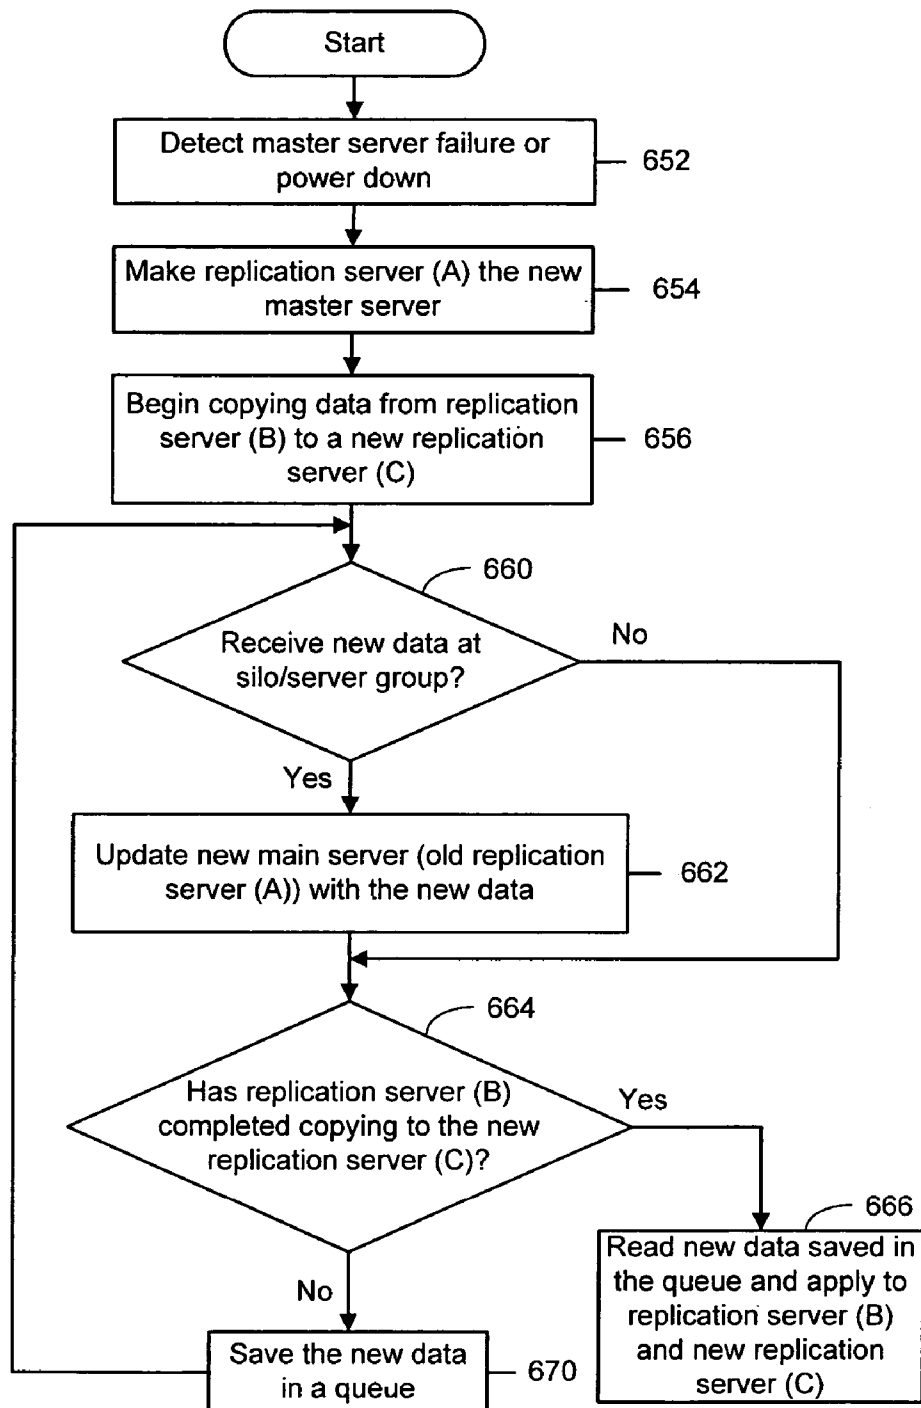 Start
Detect master server failure or
power down
652
Make replication server (A) the new
master server
654
Begin copying data from replication
server (B) to a new replication
server (C)
656
660
Receive new data at
silo/server group?
No
Yes
Update new main server (old replication
server (A)) with the new data
662
664
Has replication server (B)
completed copying to the new
replication server (C)?
Yes
No
666
Read new data saved in
the queue and apply to
replication server (B)
and new replication
server (C)
Save the new data
in a queue
670